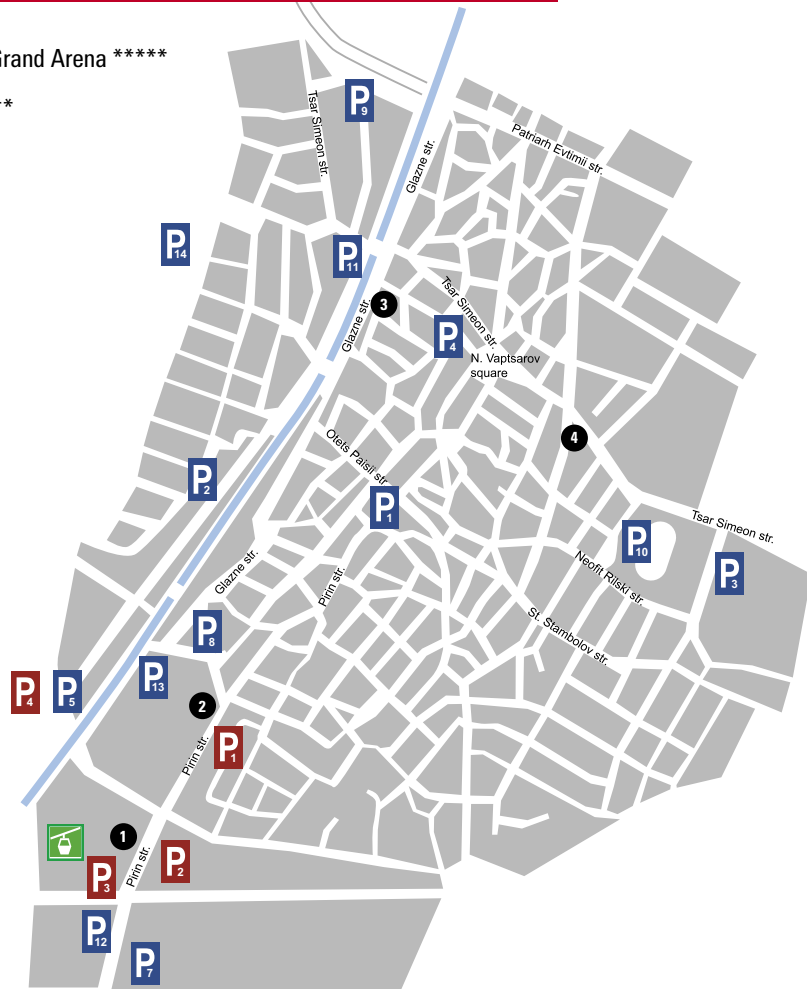 Grand Arena *****
*
P9
Tsar Simeon str.
Glazne str.
Patriarh Evtimii str.
P14
P11
3
Glazne str.
Tsar Simeon str.
P4
N. Vaptsarov
square
4
Otets Paisii str.
P2
P1
Tsar Simeon str.
P10
P3
Neofit Rilski str.
Glazne str.
Pirin str.
St. Stambolov str.
P8
P13
P4
P5
2
P1
Pirin str.
1
P2
P3
Pirin str.
P12
P7